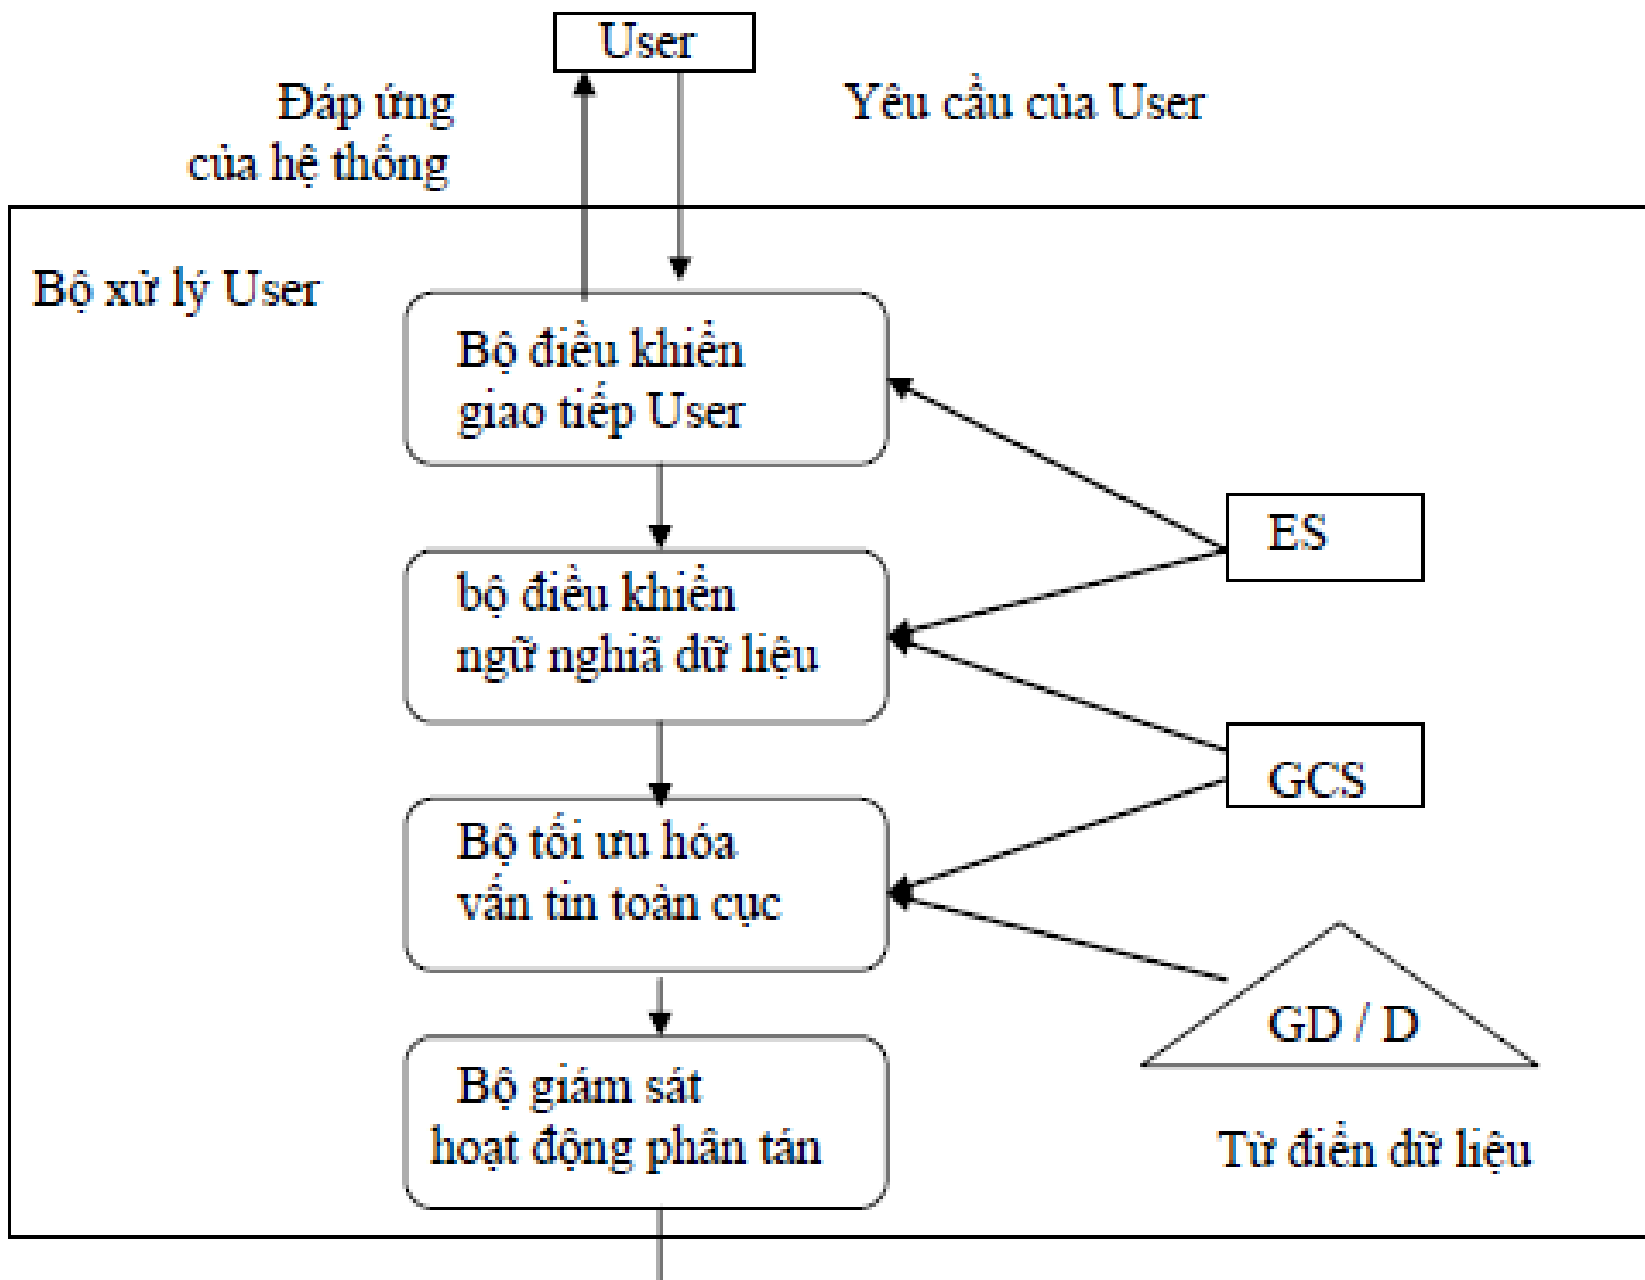 User
Đáp ứng
của hệ thống
Yêu cầu của User
Bộ xử lý User
Bộ điều khiển
giao tiếp User
ES
bộ điều khiển
ngữ nghiã dữ liệu
GCS
Bộ tối ưu hóa
vấn tin toàn cục
GD / D
Bộ giám sát
hoạt động phân tán
Từ điển dữ liệu